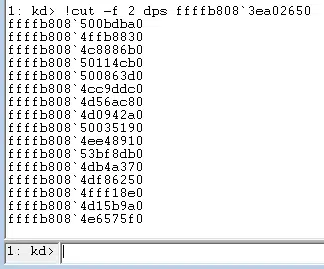 1: kd> !cut -f 2 dps ffffb808`3ea02650
ffffb808`500bdba0
ffffb808`4ffb8830
ffffb808`4c8886b0
ffffb808`50114cb0
ffffb808`500863d0
ffffb808`4cc9ddc0
ffffb808`4d56ac80
ffffb808`4d0942a0
ffffb808`50035190
ffffb808`4ee48910
ffffb808`53bf8db0
ffffb808`4db4a370
ffffb808`4df86250
ffffb808`4fff18e0
ffffb808`4d15b9a0
ffffb808`4e6575f0
1: kd>